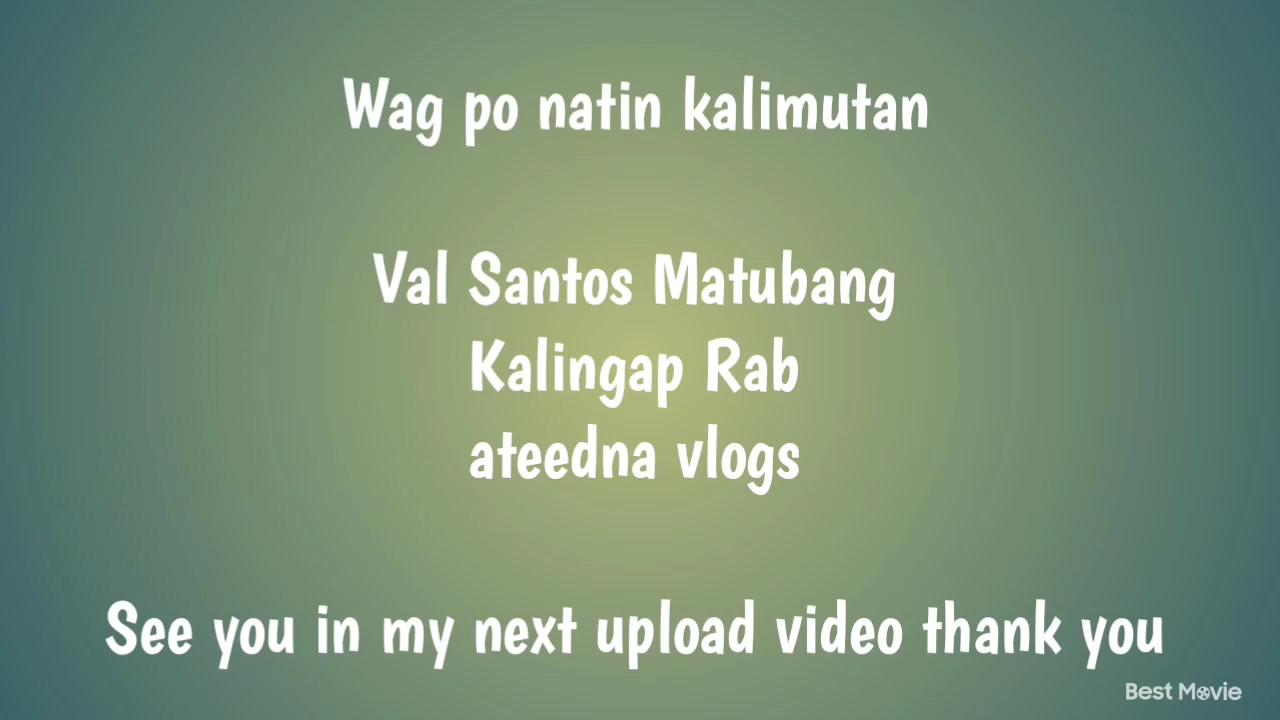 Wag po natin kalimutan
Val Santos Matubang
Kalingap Rab
ateedna vlogs
See you in my next upload video thank you
Best Movie